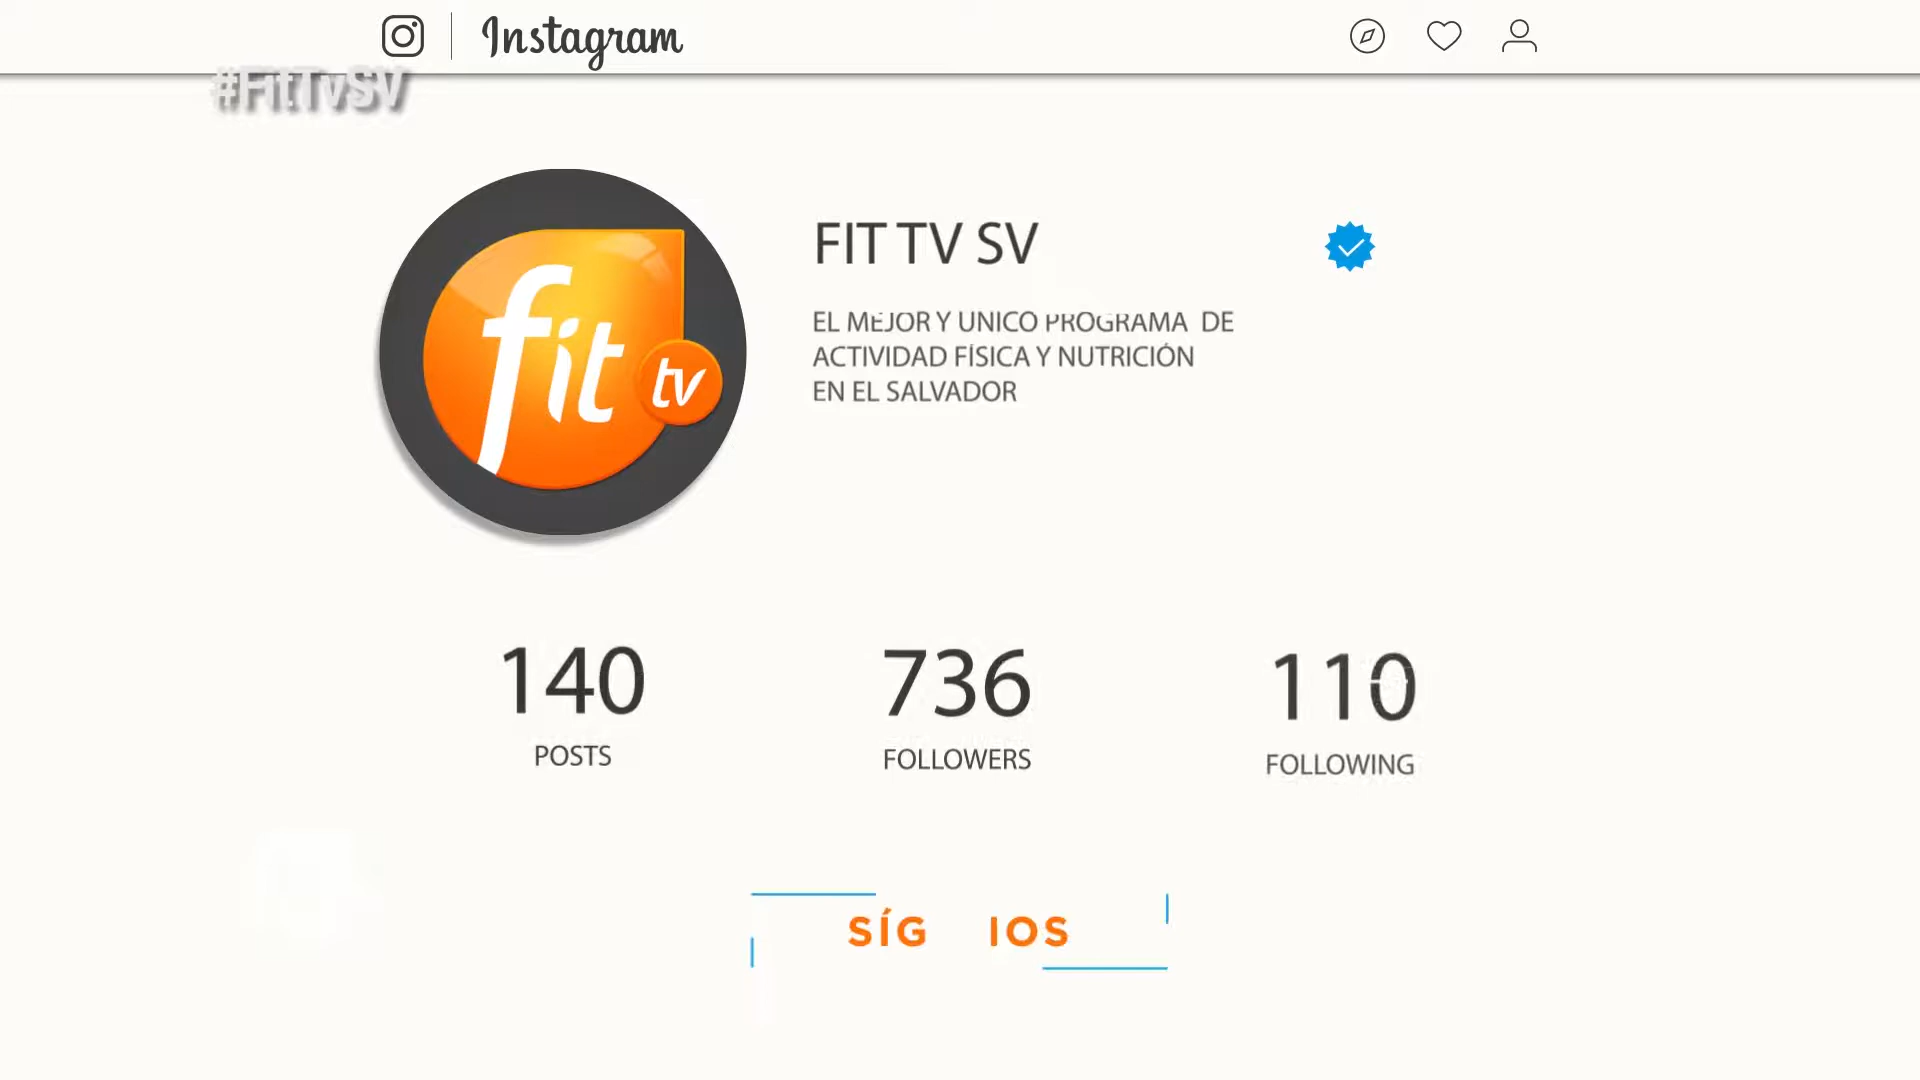 Instagram
#FitTvSV
fit tv
FIT TV SV
EL MEJOR Y UNICO PROGRAMA DE
ACTIVIDAD FÍSICA Y NUTRICIÓN
EN EL SALVADOR
140
POSTS
736
FOLLOWERS
110
FOLLOWING